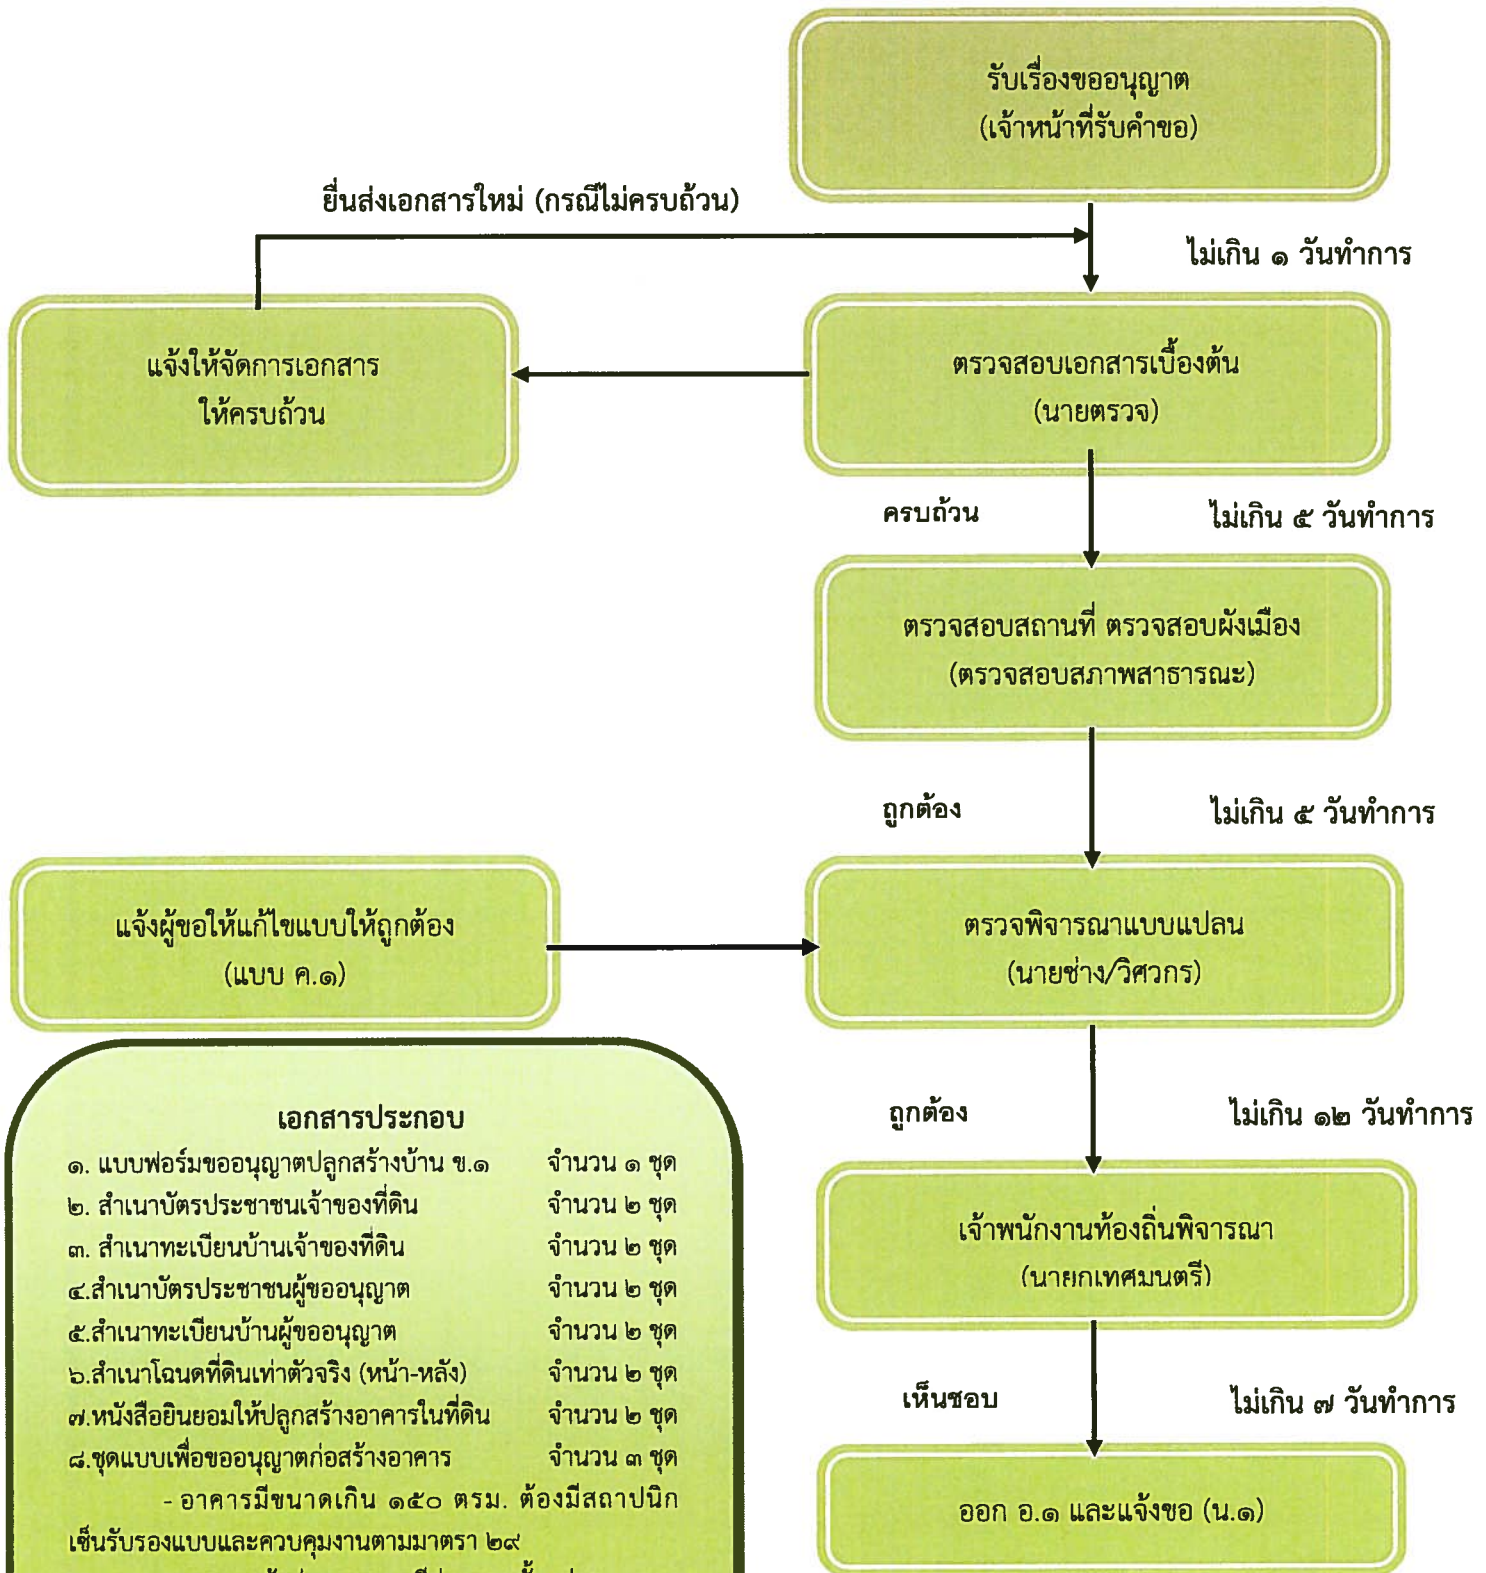 รับเรื่องขออนุญาต
(เจ้าหน้าที่รับคำขอ)
ยื่นส่งเอกสารใหม่ (กรณีไม่ครบถ้วน)
ไม่เกิน ๑ วันทำการ
แจ้งให้จัดการเอกสาร
ให้ครบถ้วน
ตรวจสอบเอกสารเบื้องต้น
(นายตรวจ)
ครบถ้วน
ไม่เกิน ๕ วันทำการ
ตรวจสอบสถานที่ ตรวจสอบผังเมือง
(ตรวจสอบสภาพสาธารณะ)
ถูกต้อง
ไม่เกิน ๕ วันทำการ
แจ้งผู้ขอให้แก้ไขแบบให้ถูกต้อง
(แบบ ค.๑)
ตรวจพิจารณาแบบแปลน
(นายช่าง/วิศวกร)
ถูกต้อง
ไม่เกิน ๑๒ วันทำการ
เจ้าพนักงานท้องถิ่นพิจารณา
(นายกเทศมนตรี)
เห็นชอบ
ไม่เกิน ๗ วันทำการ
ออก อ.๑ และแจ้งขอ (น.๑)
เอกสารประกอบ
๑. แบบฟอร์มขออนุญาตปลูกสร้างบ้าน ข.๑ จำนวน ๑ ชุด
๒. สำเนาบัตรประชาชนเจ้าของที่ดิน จำนวน ๒ ชุด
๓. สำเนาทะเบียนบ้านเจ้าของที่ดิน จำนวน ๒ ชุด
๔.สำเนาบัตรประชาชนผู้ขออนุญาต จำนวน ๒ ชุด
๕.สำเนาทะเบียนบ้านผู้ขออนุญาต จำนวน ๒ ชุด
๖.สำเนาโฉนดที่ดินเท่าตัวจริง (หน้า-หลัง) จำนวน ๒ ชุด
๗.หนังสือยินยอมให้ปลูกสร้างอาคารในที่ดิน จำนวน ๒ ชุด
๘.ชุดแบบเพื่อขออนุญาตก่อสร้างอาคาร จำนวน ๓ ชุด
- อาคารมีขนาดเกิน ๑๕๐ ตรม. ต้องมีสถาปนิก
เซ็นรับรองแบบและควบคุมงานตามมาตรา ๒๙